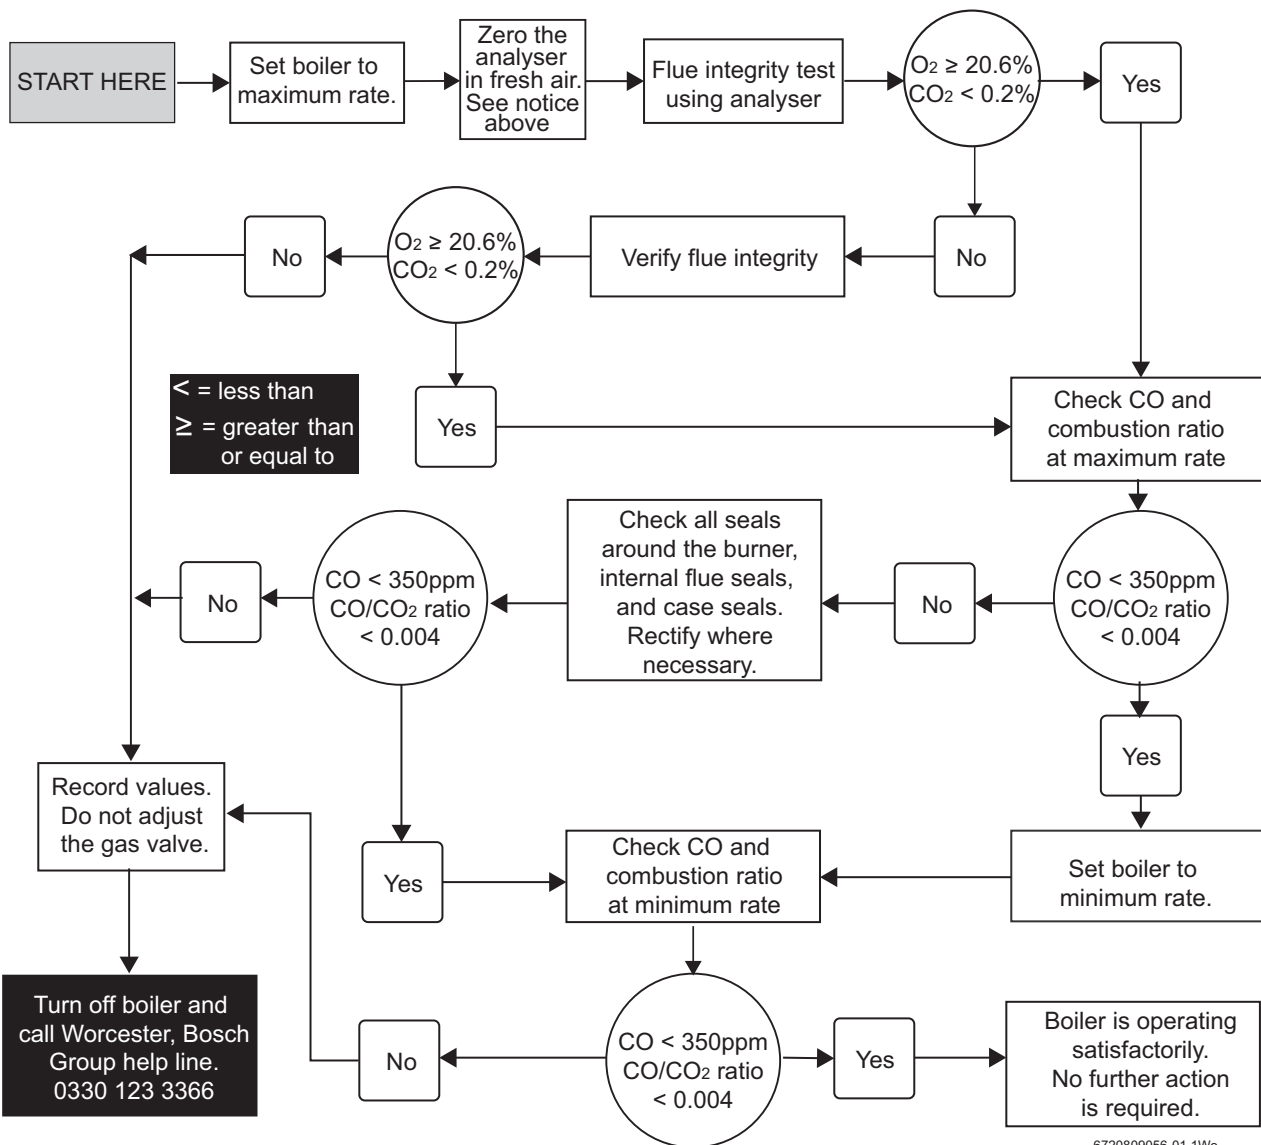 START HERE
Set boiler to
maximum rate.
Zero the
analyser
in fresh air.
See notice
above
Flue integrity test
using analyser
O2 ≥ 20.6%
CO2 < 0.2%
Yes
No
Verify flue integrity
O2 ≥ 20.6%
CO2 < 0.2%
No
Yes
< = less than
≥ = greater than
or equal to
Check CO and
combustion ratio
at maximum rate
CO < 350ppm
CO/CO2 ratio
< 0.004
No
Check all seals
around the burner,
internal flue seals,
and case seals.
Rectify where
necessary.
CO < 350ppm
CO/CO2 ratio
< 0.004
No
Yes
Yes
Set boiler to
minimum rate.
Check CO and
combustion ratio
at minimum rate
Record values.
Do not adjust
the gas valve.
Turn off boiler and
call Worcester, Bosch
Group help line.
0330 123 3366
No
CO < 350ppm
CO/CO2 ratio
< 0.004
Yes
Boiler is operating
satisfactorily.
No further action
is required.
6720809056-01.1Wo